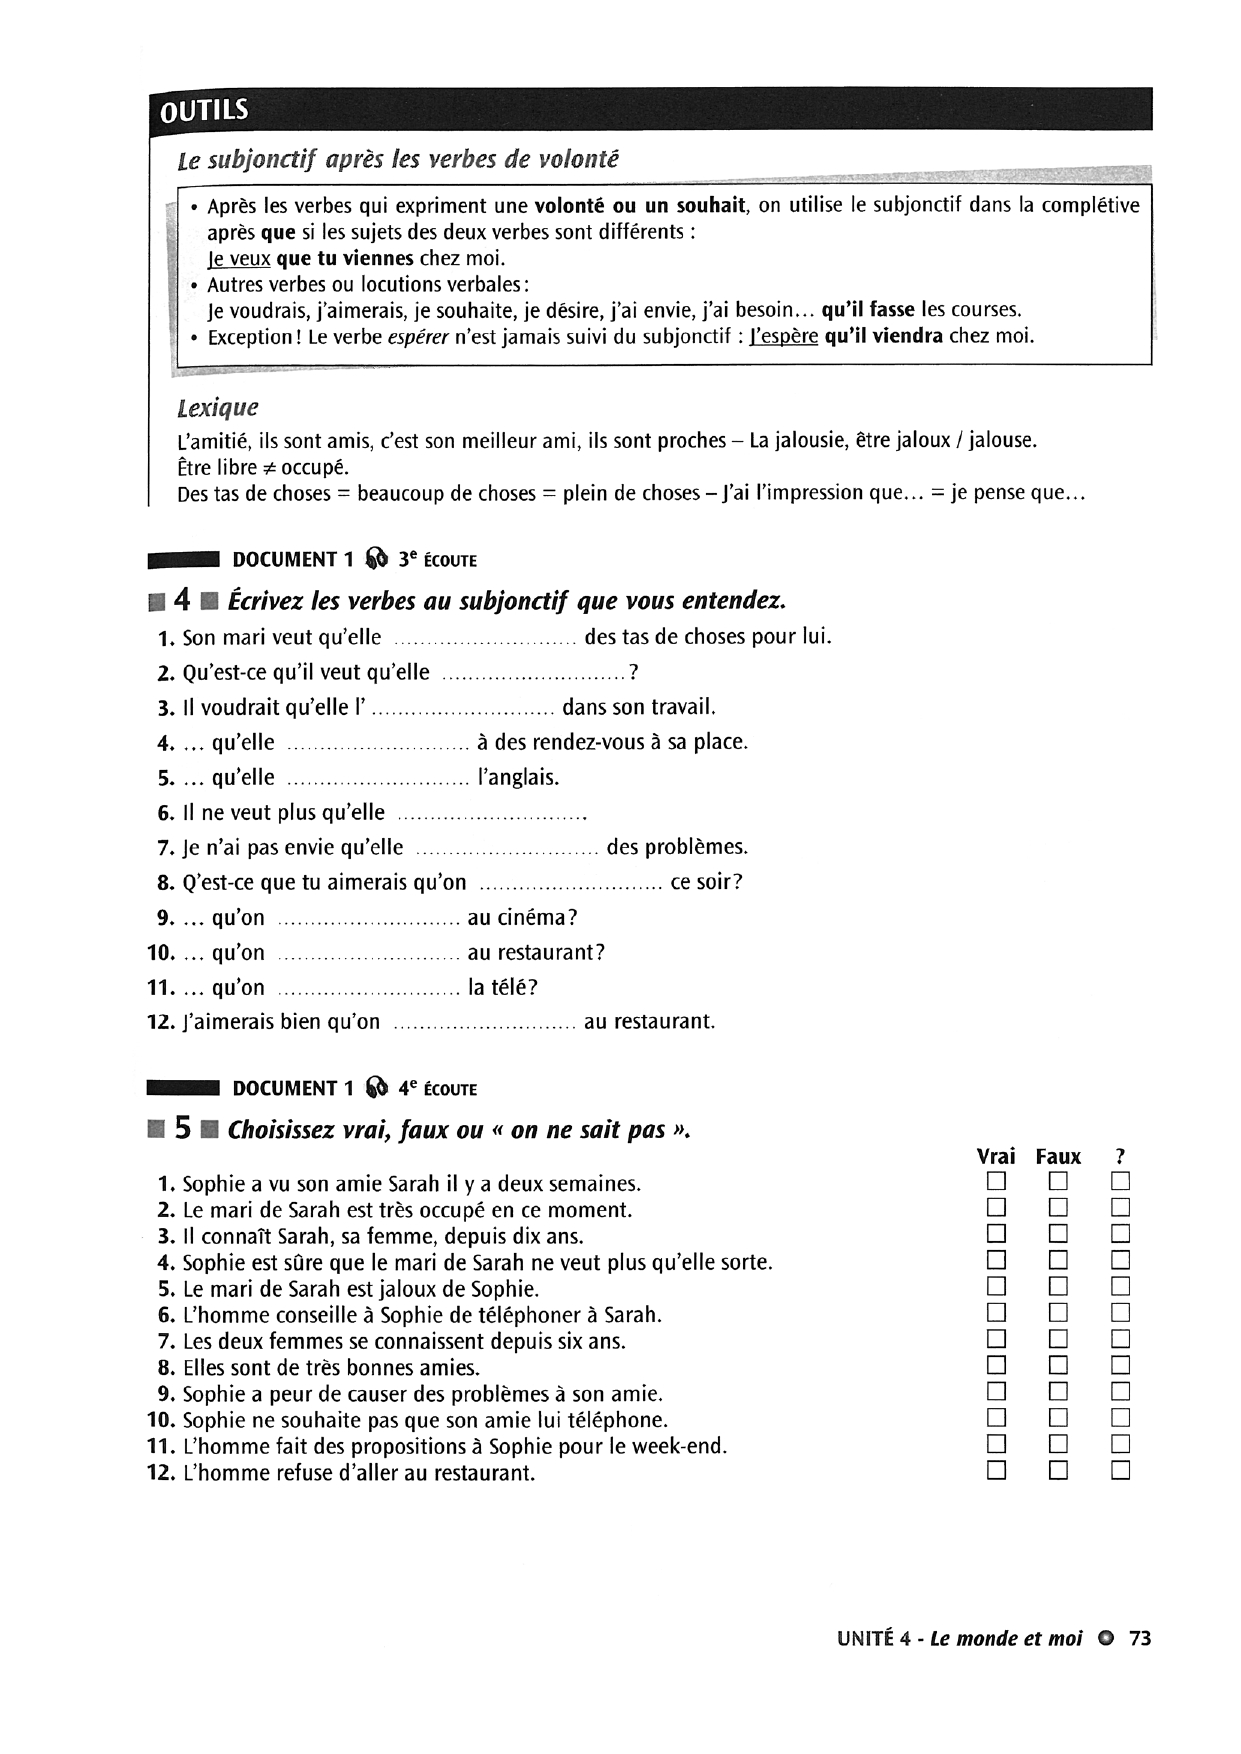 OUTILS
Le subjonctif après les verbes de volonté
• Après les verbes qui expriment une volonté ou un souhait, on utilise le subjonctif dans la complétive
après que si les sujets des deux verbes sont différents :
Je veux que tu viennes chez moi.
• Autres verbes ou locutions verbales :
Je voudrais, j'aimerais, je souhaite, je désire, j'ai envie, j'ai besoin... qu'il fasse les courses.
• Exception ! Le verbe espérer n'est jamais suivi du subjonctif : J'espère qu'il viendra chez moi.
Lexique
L'amitié, ils sont amis, c'est son meilleur ami, ils sont proches – La jalousie, être jaloux / jalouse.
Être libre ≠ occupé.
Des tas de choses = beaucoup de choses = plein de choses – J'ai l'impression que... = je pense que...
DOCUMENT 1 3e ÉCOUTE
4 Écrivez les verbes au subjonctif que vous entendez.
1. Son mari veut qu'elle ............................ des tas de choses pour lui.
2. Qu'est-ce qu'il veut qu'elle ............................ ?
3. Il voudrait qu'elle l' ............................ dans son travail.
4. ... qu'elle ............................ à des rendez-vous à sa place.
5. ... qu'elle ............................ l'anglais.
6. Il ne veut plus qu'elle ............................ .
7. Je n'ai pas envie qu'elle ............................ des problèmes.
8. Q'est-ce que tu aimerais qu'on ............................ ce soir ?
9. ... qu'on ............................ au cinéma ?
10. ... qu'on ............................ au restaurant ?
11. ... qu'on ............................ la télé ?
12. J'aimerais bien qu'on ............................ au restaurant.
DOCUMENT 1 4e ÉCOUTE
5 Choisissez vrai, faux ou « on ne sait pas ».
Vrai Faux ?
1. Sophie a vu son amie Sarah il y a deux semaines.
2. Le mari de Sarah est très occupé en ce moment.
3. Il connaît Sarah, sa femme, depuis dix ans.
4. Sophie est sûre que le mari de Sarah ne veut plus qu'elle sorte.
5. Le mari de Sarah est jaloux de Sophie.
6. L'homme conseille à Sophie de téléphoner à Sarah.
7. Les deux femmes se connaissent depuis six ans.
8. Elles sont de très bonnes amies.
9. Sophie a peur de causer des problèmes à son amie.
10. Sophie ne souhaite pas que son amie lui téléphone.
11. L'homme fait des propositions à Sophie pour le week-end.
12. L'homme refuse d'aller au restaurant.
UNITÉ 4 - Le monde et moi 73